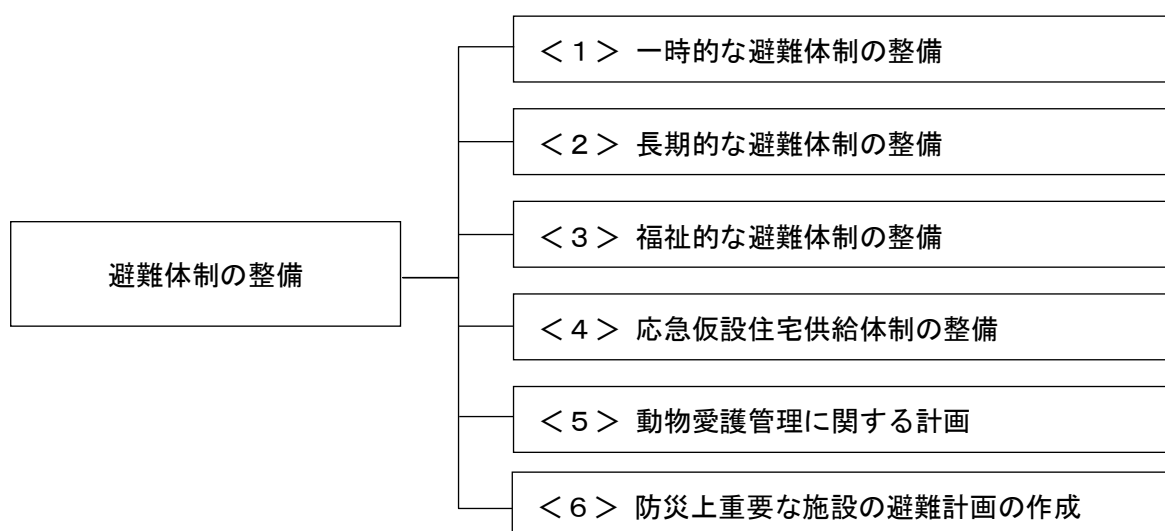 避難体制の整備
＜１＞ 一時的な避難体制の整備
＜２＞ 長期的な避難体制の整備
＜３＞ 福祉的な避難体制の整備
＜４＞ 応急仮設住宅供給体制の整備
＜５＞ 動物愛護管理に関する計画
＜６＞ 防災上重要な施設の避難計画の作成